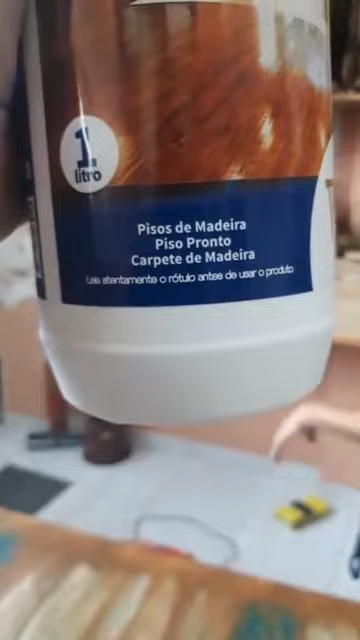 1
litro
Pisos de Madeira
Piso Pronto
Carpete de Madeira
Leia atentamente o rótulo antes de usar o produto